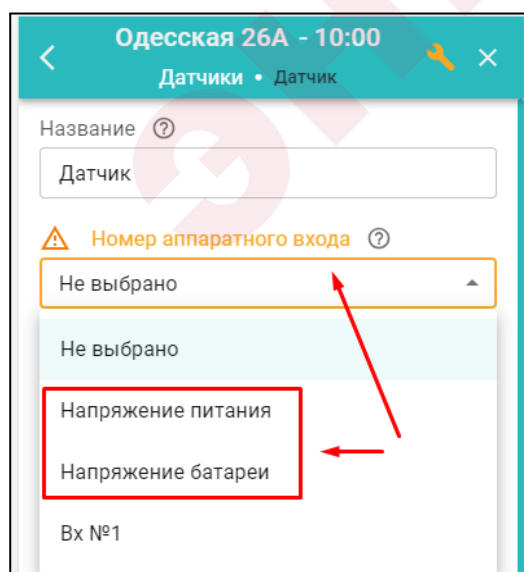 Одесская 26А - 10:00
Датчики • Датчик
Название
Датчик
Номер аппаратного входа
Не выбрано
Не выбрано
Напряжение питания
Напряжение батареи
Вх №1